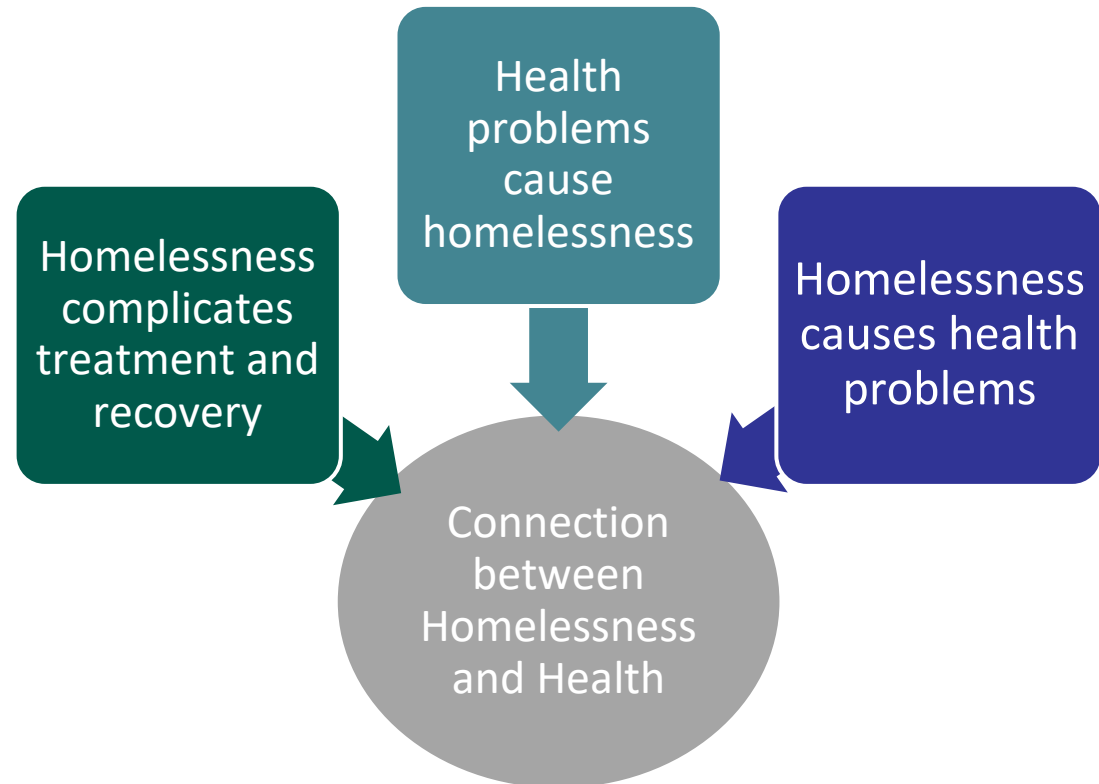 Health
problems
cause
homelessness
Homelessness
complicates
treatment and
recovery
Homelessness
causes health
problems
Connection
between
Homelessness
and Health